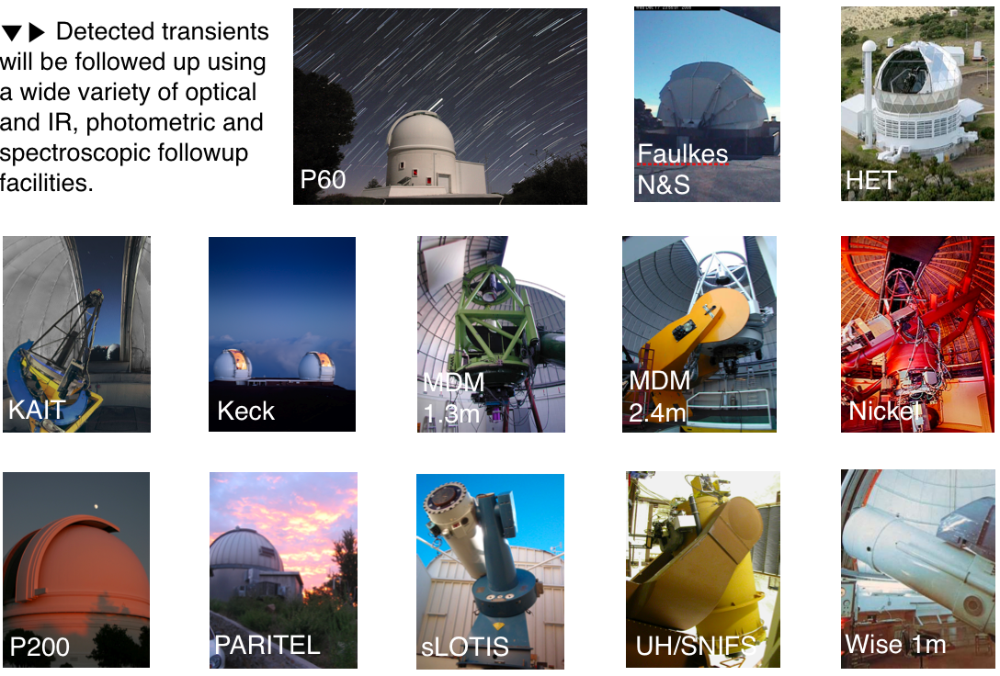 ▼▶ Detected transients
will be followed up using
a wide variety of optical
and IR, photometric and
spectroscopic followup
facilities.
P60
Faulkes
N&S
HET
KAIT
Keck
MDM
1.3m
MDM
2.4m
Nickel
P200
PARITEL
sLOTIS
UH/SNIFS
Wise 1m